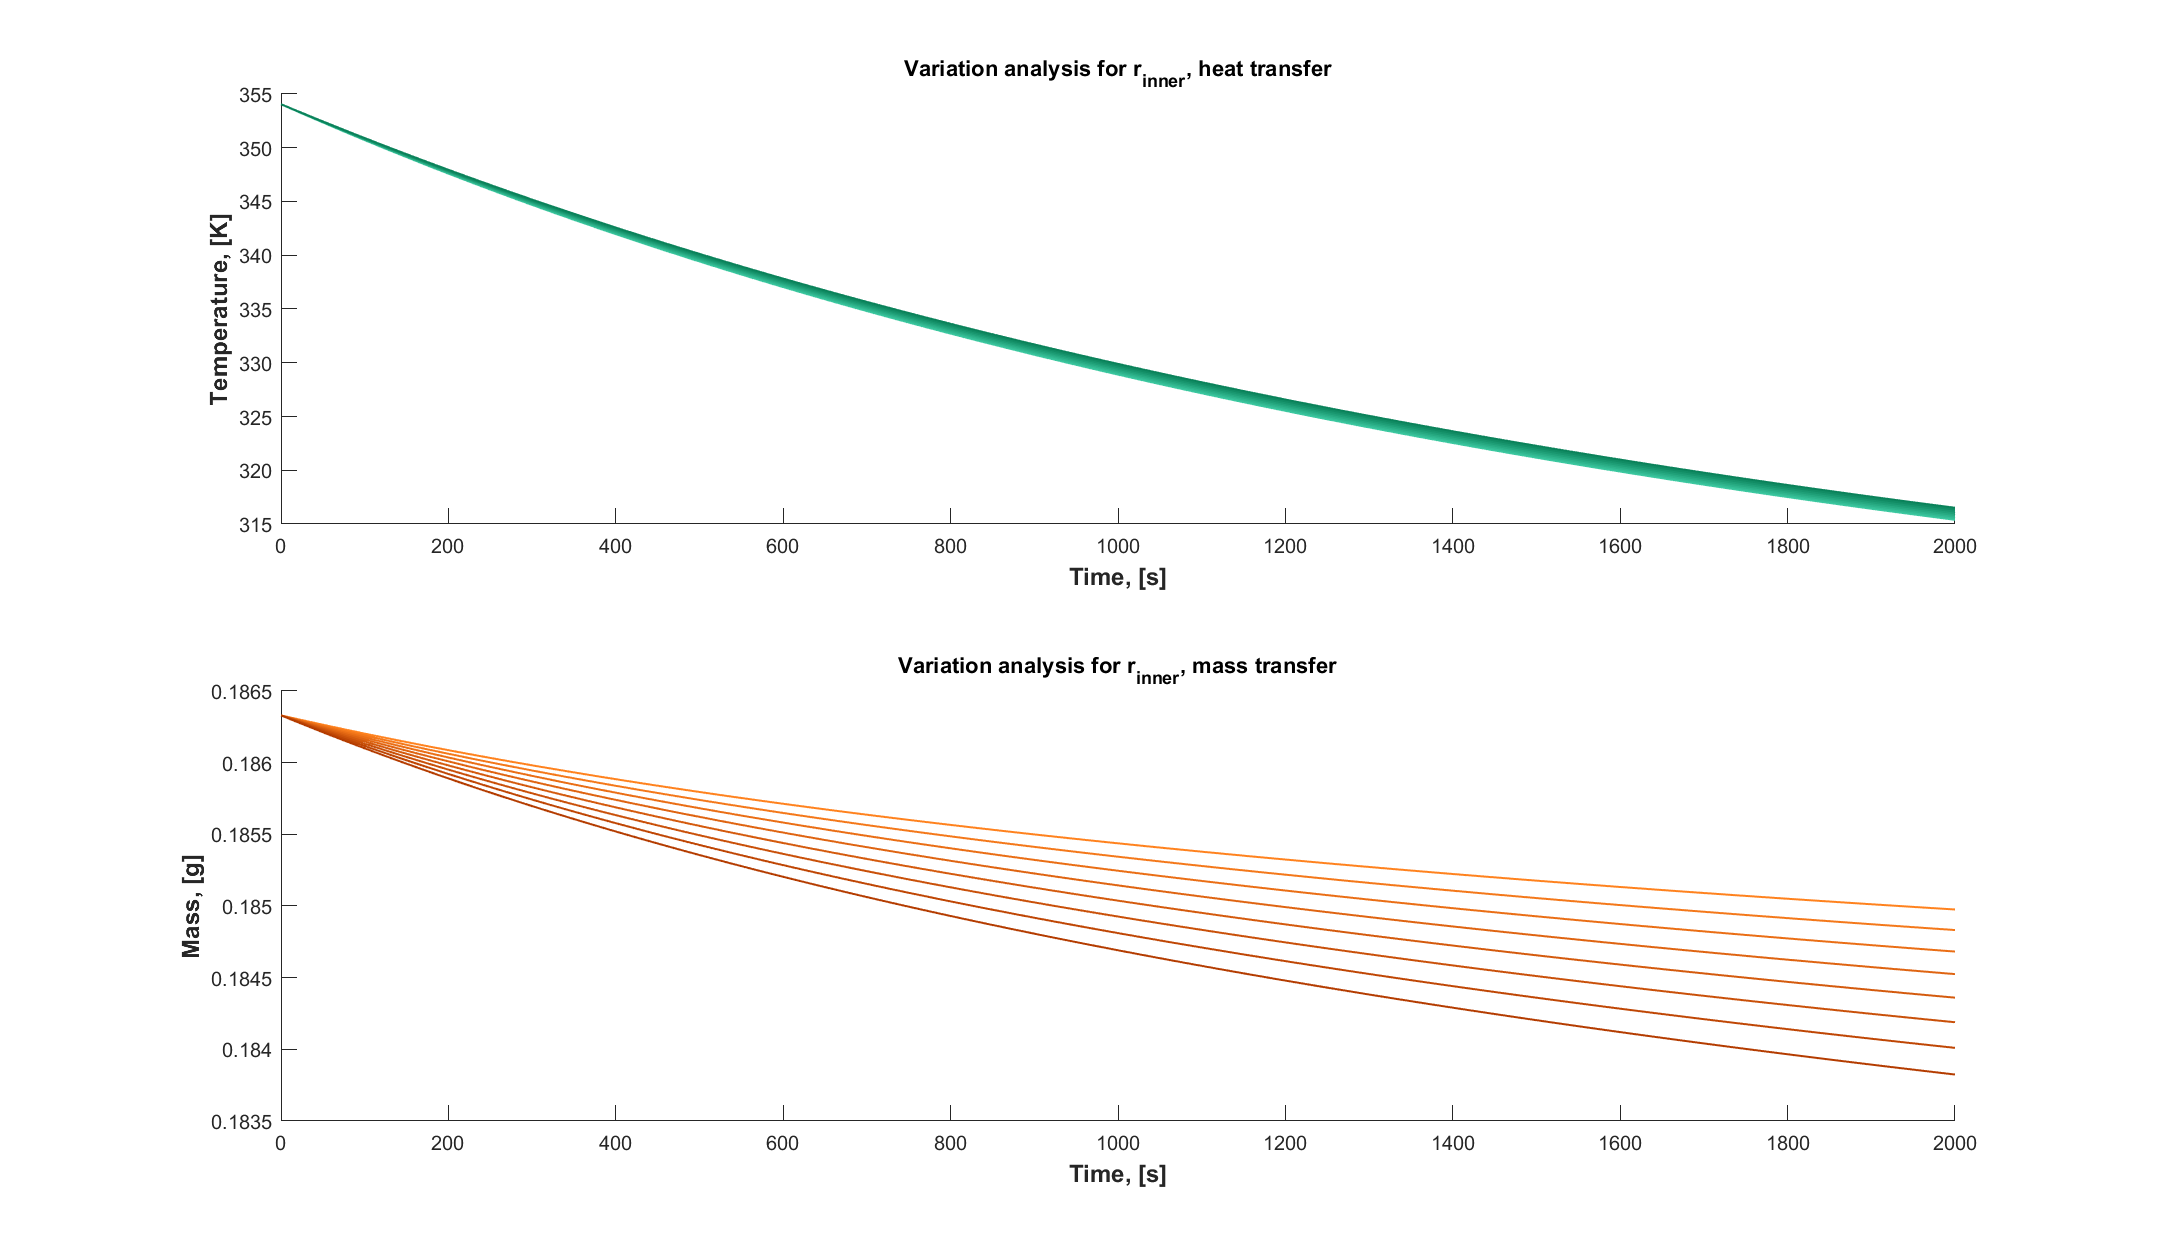 Variation analysis for r_inner, heat transfer
355
350
345
340
335
330
325
320
315
Temperature, [K]
0 200 400 600 800 1000 1200 1400 1600 1800 2000
Time, [s]
Variation analysis for r_inner, mass transfer
0.1865
0.186
0.1855
0.185
0.1845
0.184
0.1835
Mass, [g]
0 200 400 600 800 1000 1200 1400 1600 1800 2000
Time, [s]